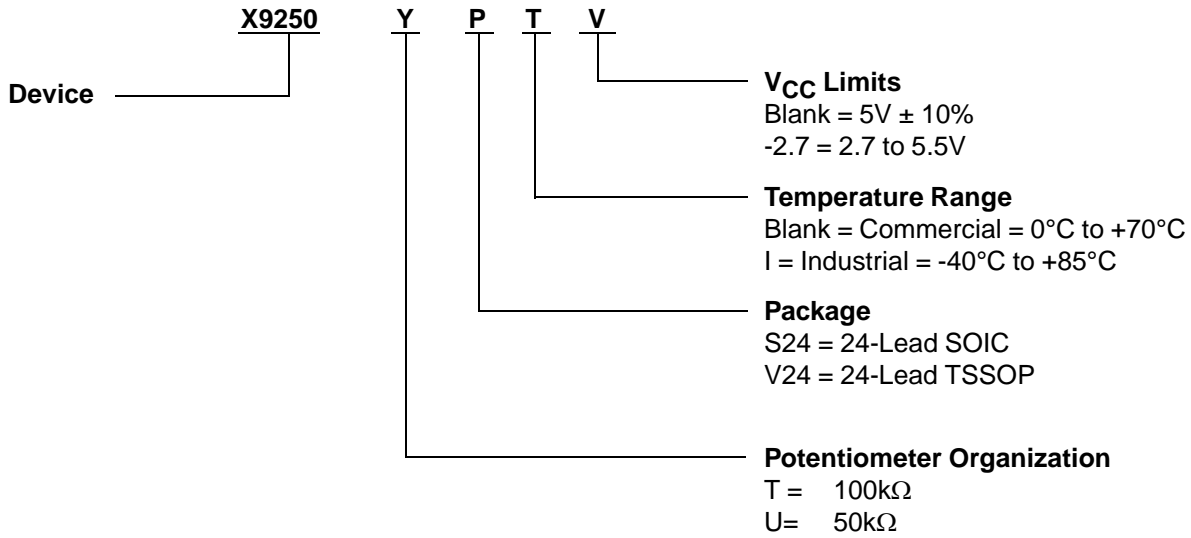 X9250 Y P T V
Device
VCC Limits
Blank = 5V ± 10%
-2.7 = 2.7 to 5.5V
Temperature Range
Blank = Commercial = 0°C to +70°C
I = Industrial = -40°C to +85°C
Package
S24 = 24-Lead SOIC
V24 = 24-Lead TSSOP
Potentiometer Organization
T = 100kΩ
U= 50kΩ